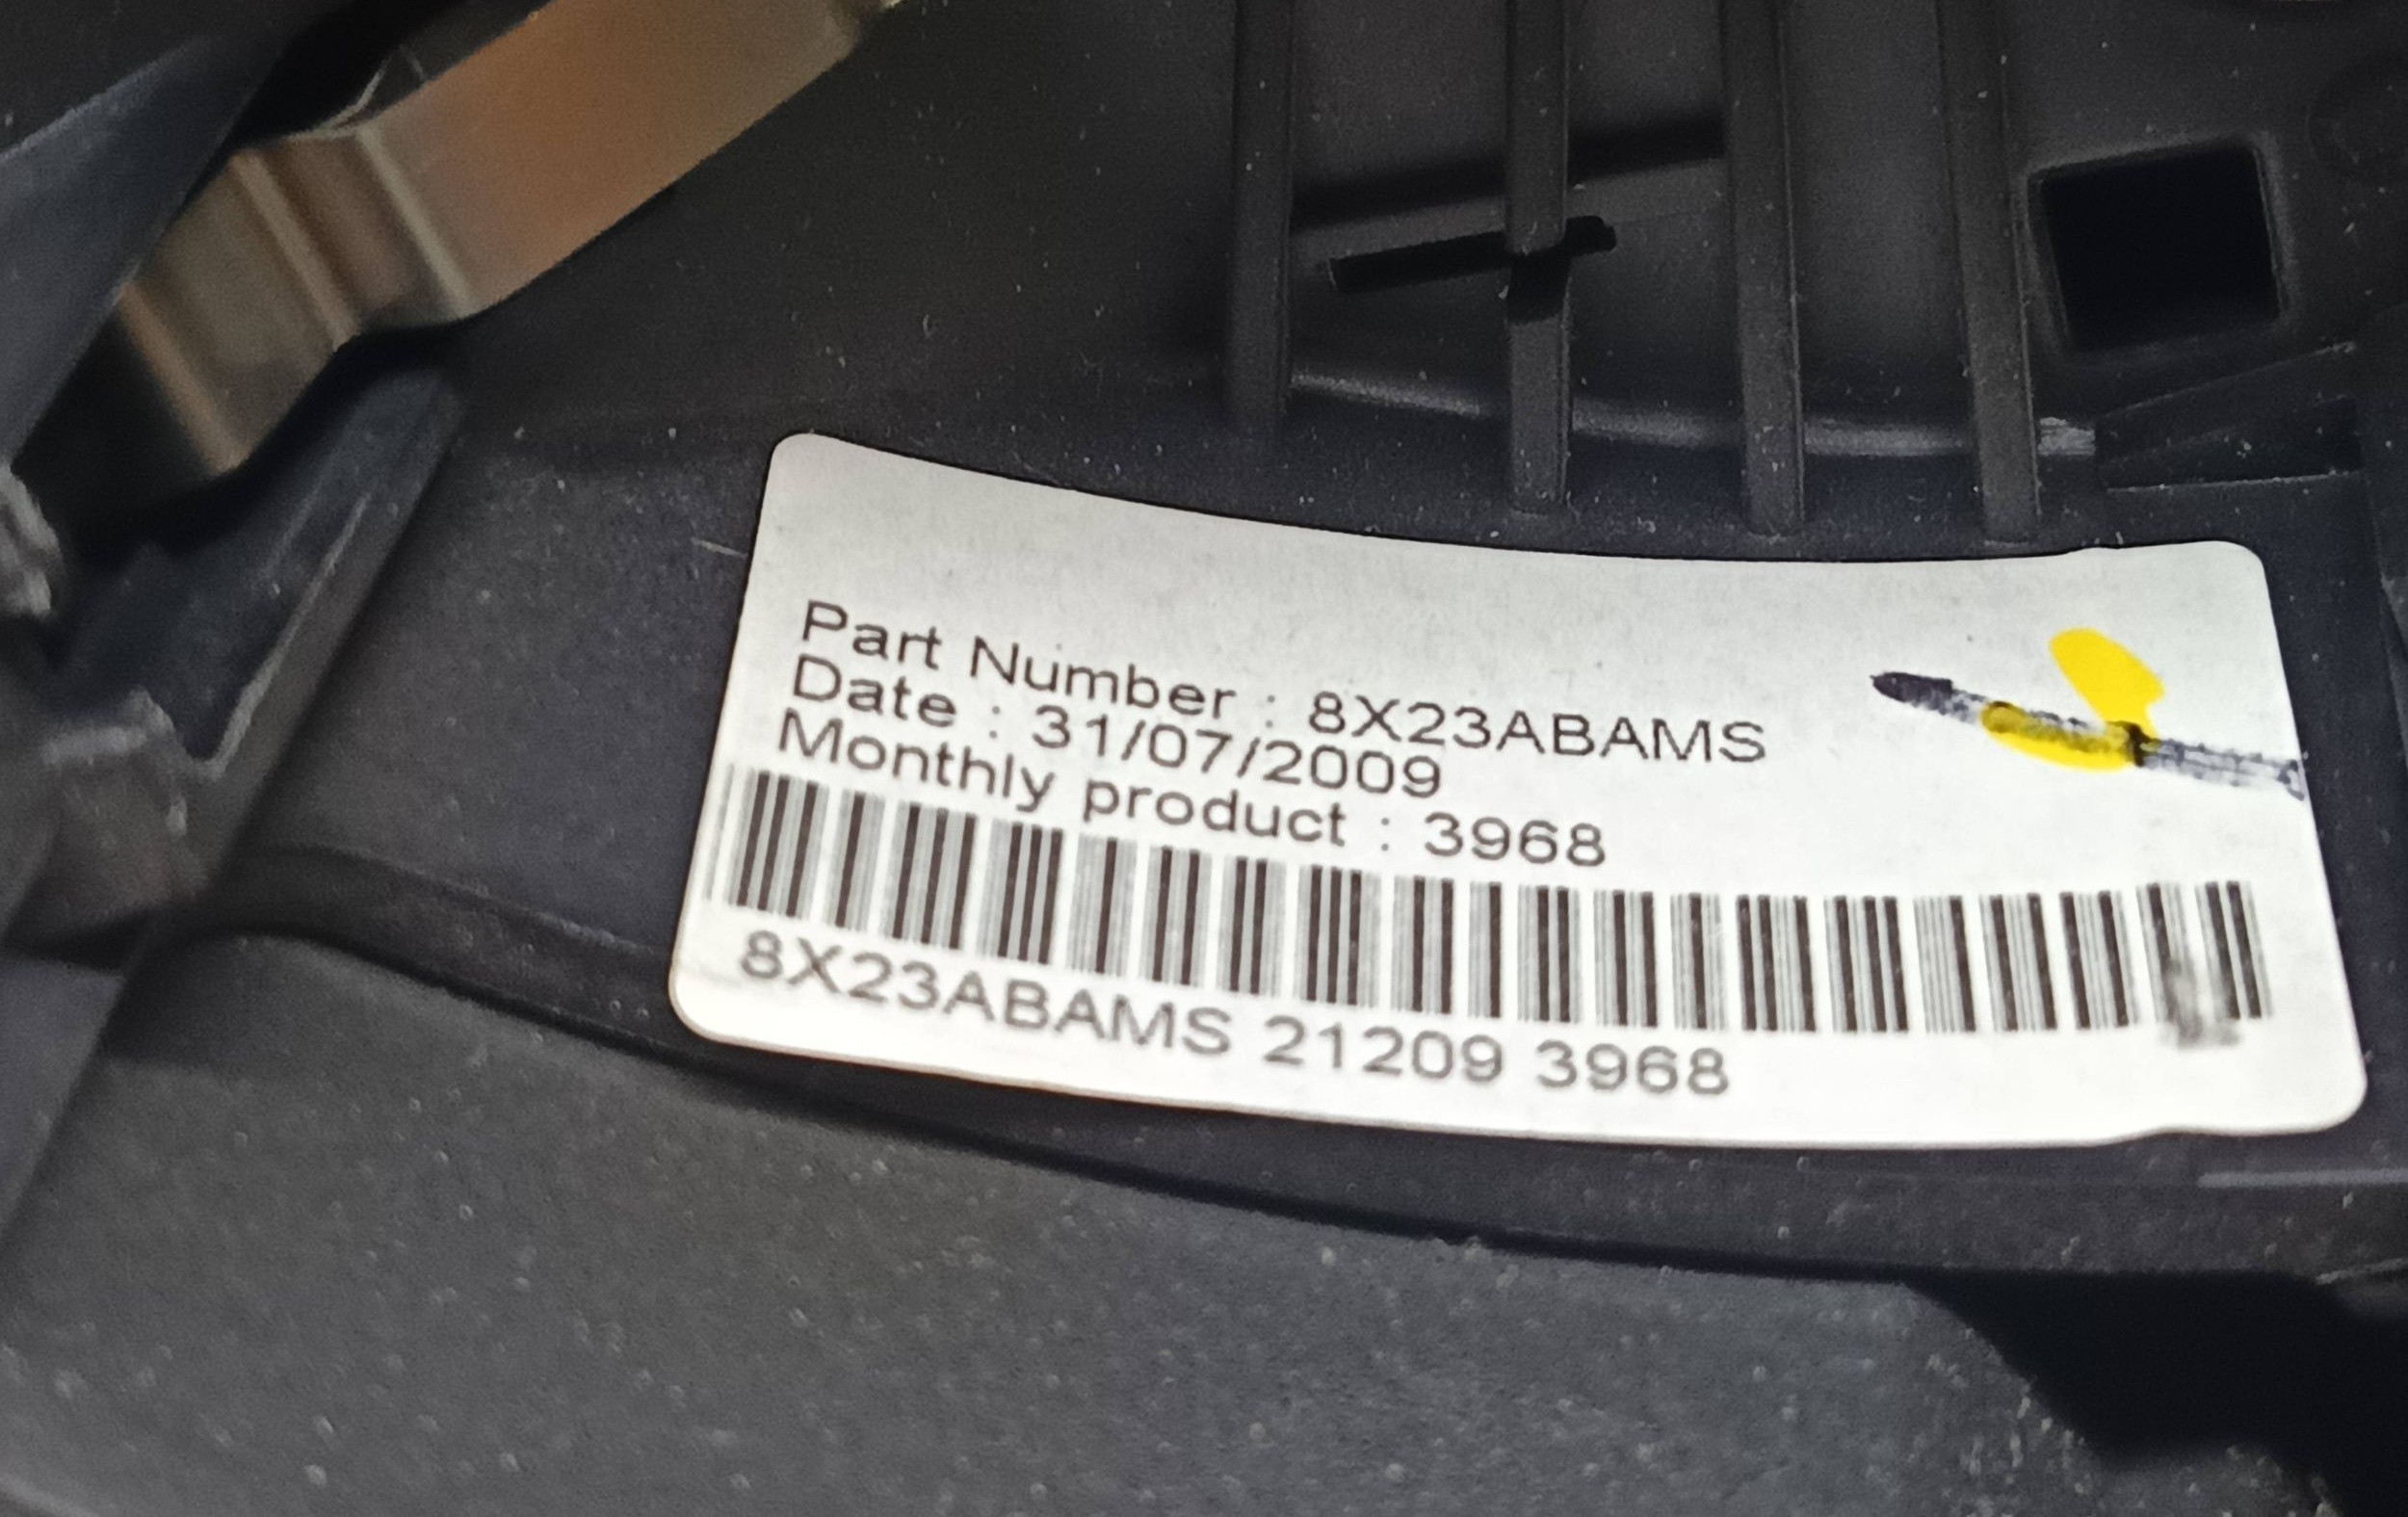 Part Number : 8X23ABAMS
Date : 31/07/2009
Monthly product : 3968
8X23ABAMS 21209 3968